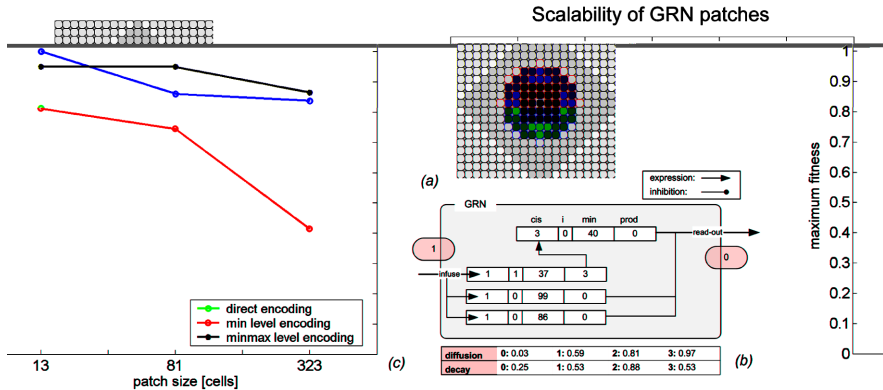 Scalability of GRN patches
(a)
expression:
inhibition:
GRN
cis i min prod
3 0 40 0
read-out
1
0
infuse
1 1 37 3
1 0 99 0
1 0 86 0
diffusion 0: 0.03 1: 0.59 2: 0.81 3: 0.97
decay 0: 0.25 1: 0.53 2: 0.88 3: 0.53
(b)
direct encoding
min level encoding
minmax level encoding
(c)
13 81 323
patch size [cells]
1
0.9
0.8
0.7
0.6
0.5
0.4
0.3
0.2
0.1
0
maximum fitness